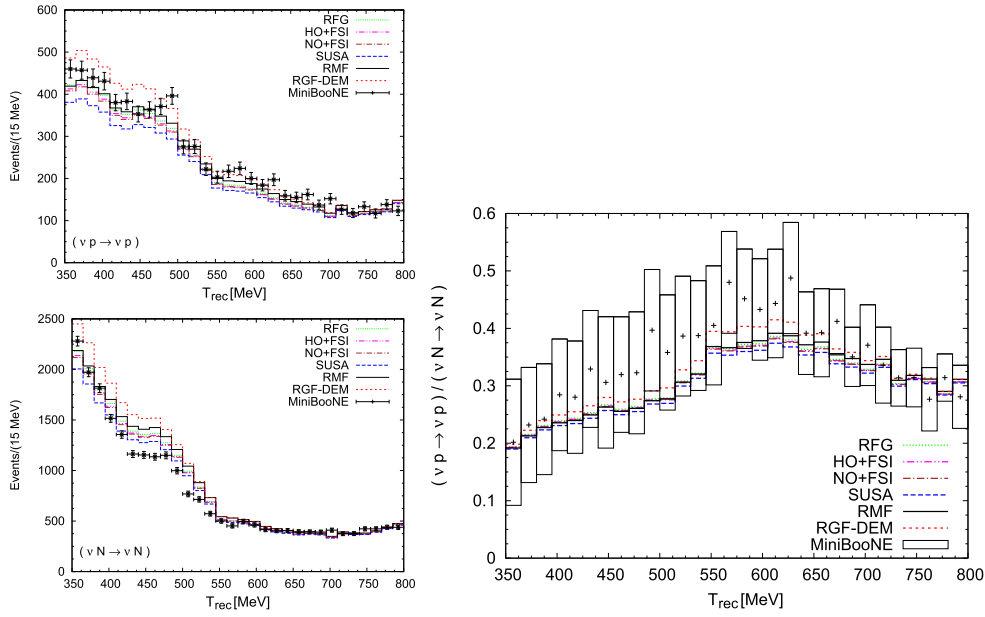 600
500
400
300
200
100
0
Events/(15 MeV)
RFG
HO+FSI
NO+FSI
SUSA
RMF
RGF-DEM
MiniBooNE
( ν p → ν p )
350 400 450 500 550 600 650 700 750 800
T_rec [MeV]
2500
2000
1500
1000
500
0
Events/(15 MeV)
RFG
HO+FSI
NO+FSI
SUSA
RMF
RGF-DEM
MiniBooNE
( ν N → ν N )
350 400 450 500 550 600 650 700 750 800
T_rec [MeV]
0.6
0.5
0.4
0.3
0.2
0.1
0
( ν p → ν p ) / ( ν N → ν N )
RFG
HO+FSI
NO+FSI
SUSA
RMF
RGF-DEM
MiniBooNE
350 400 450 500 550 600 650 700 750 800
T_rec [MeV]